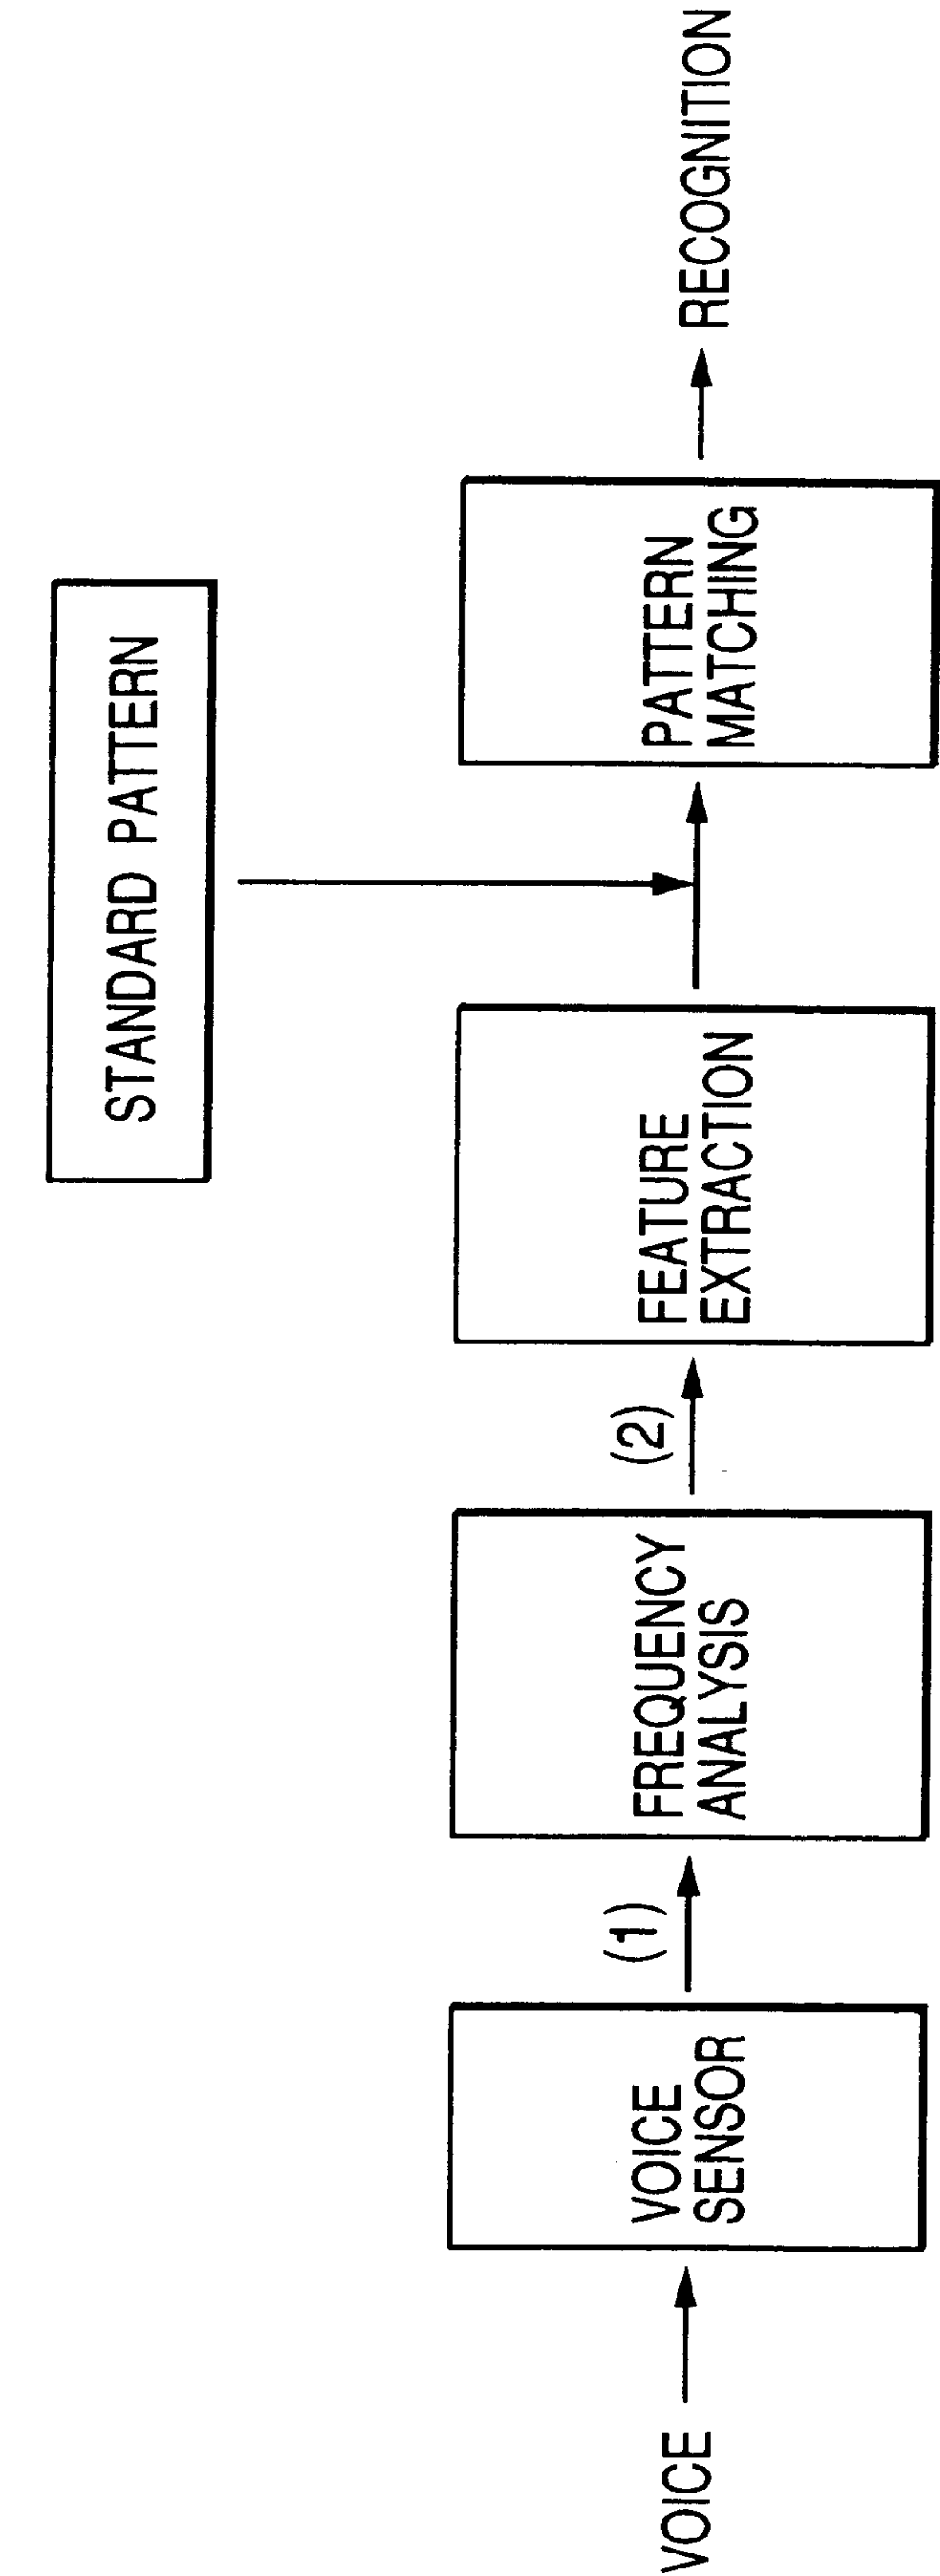 STANDARD PATTERN
VOICE
VOICE
SENSOR
(1)
FREQUENCY
ANALYSIS
(2)
FEATURE
EXTRACTION
PATTERN
MATCHING
RECOGNITION